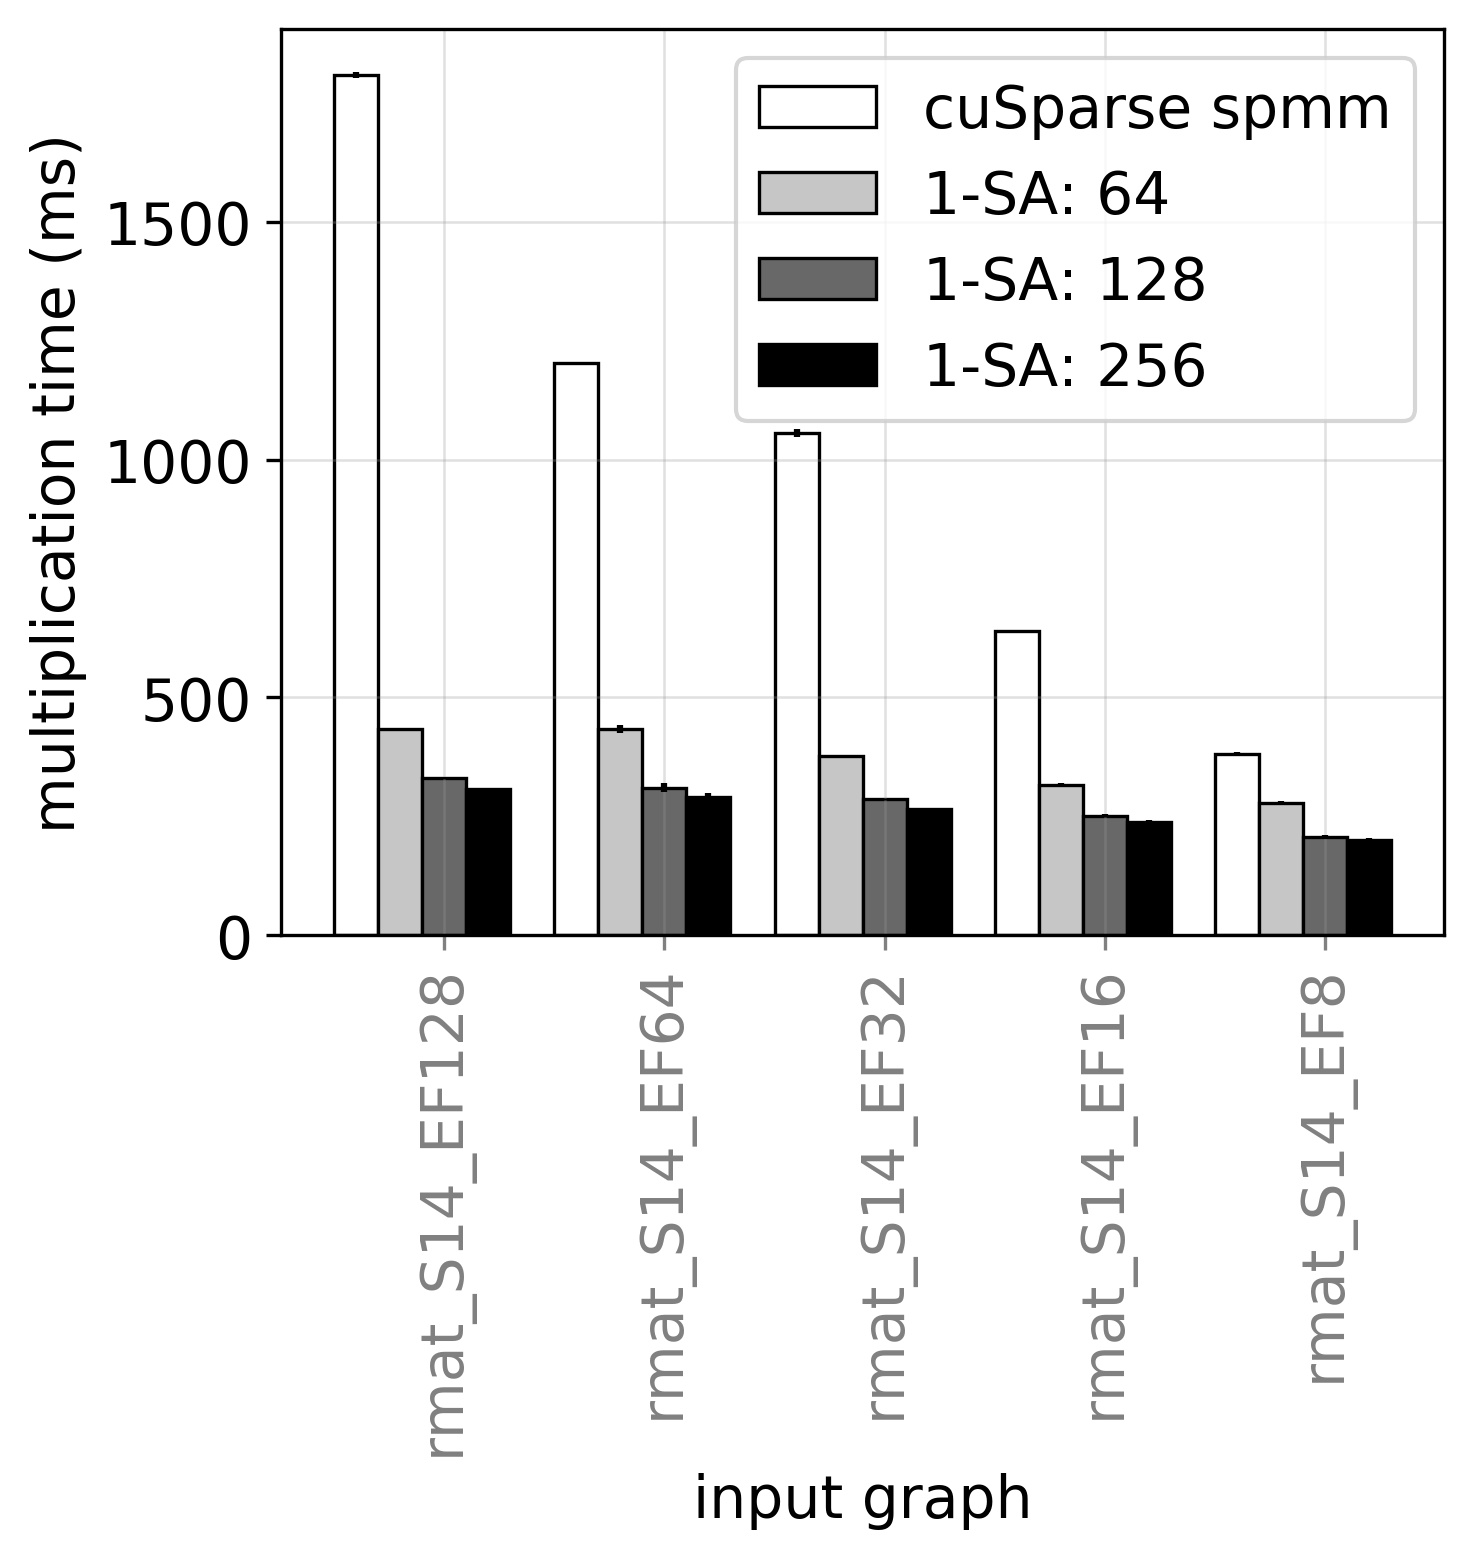 cuSparse spmm
1-SA: 64
1-SA: 128
1-SA: 256
multiplication time (ms)
1500
1000
500
0
rmat_S14_EF128
rmat_S14_EF64
rmat_S14_EF32
rmat_S14_EF16
rmat_S14_EF8
input graph